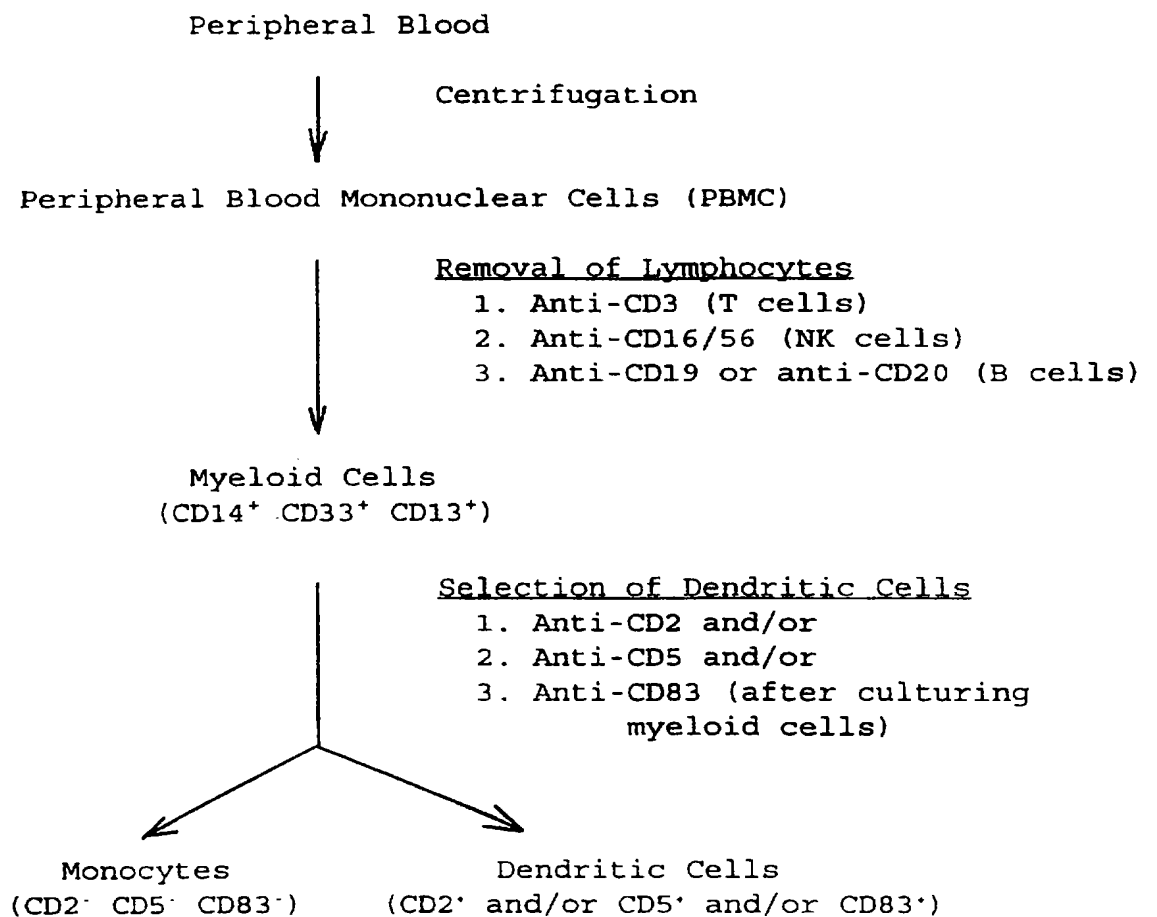 Peripheral Blood
Centrifugation
Peripheral Blood Mononuclear Cells (PBMC)
Removal of Lymphocytes
1. Anti-CD3 (T cells)
2. Anti-CD16/56 (NK cells)
3. Anti-CD19 or anti-CD20 (B cells)
Myeloid Cells
(CD14⁺ CD33⁺ CD13⁺)
Selection of Dendritic Cells
1. Anti-CD2 and/or
2. Anti-CD5 and/or
3. Anti-CD83 (after culturing
myeloid cells)
Monocytes
(CD2⁻ CD5⁻ CD83⁻)
Dendritic Cells
(CD2⁺ and/or CD5⁺ and/or CD83⁺)